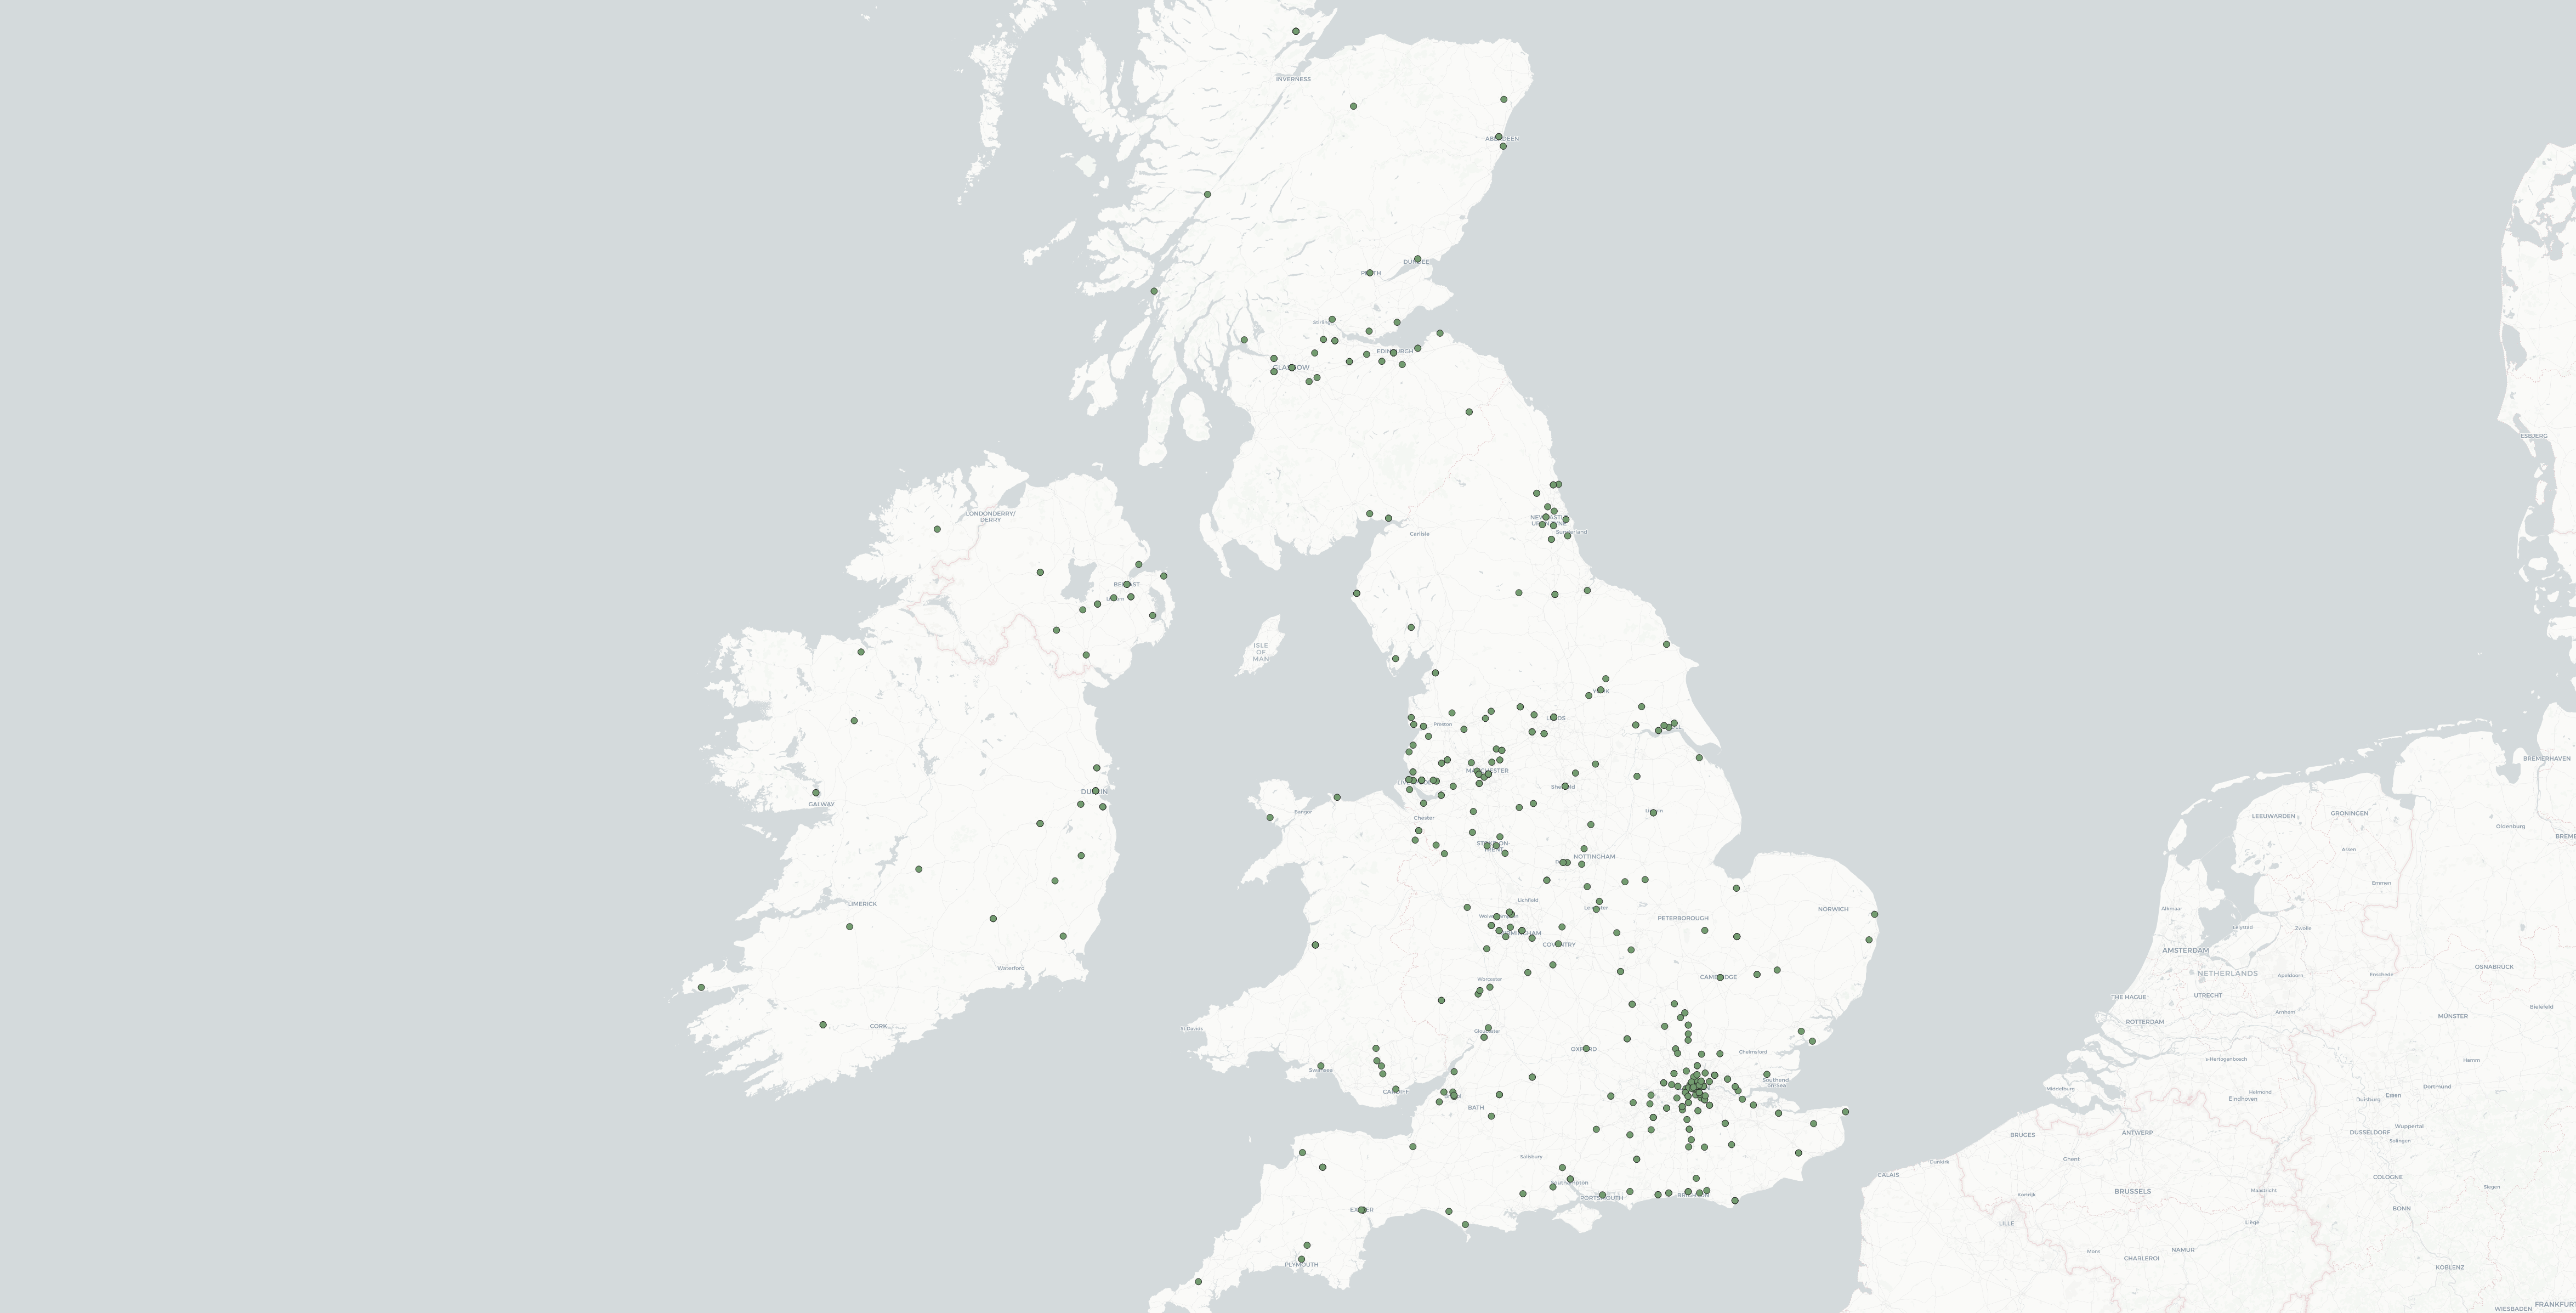 INVERNESS
ABERDEEN
DUNDEE
PERTH
Stirling
EDINBURGH
GLASGOW
ESBJERG
LONDONDERRY/
DERRY
NEWCASTLE
UPON TYNE
Sunderland
Carlisle
BELFAST
Lisburn
ISLE
OF
MAN
YORK
LEEDS
Preston
MANCHESTER
LIVERPOOL
Sheffield
DUBLIN
GALWAY
Bangor
Chester
Lincoln
STOKE-ON-
TRENT
NOTTINGHAM
BREMERHAVEN
GRONINGEN
LEEUWARDEN
Oldenburg
Assen
Emmen
LIMERICK
Lichfield
Wolverhampton
Leicester
BIRMINGHAM
COVENTRY
PETERBOROUGH
NORWICH
Alkmaar
Lelystad
Zwolle
AMSTERDAM
NETHERLANDS
Apeldoorn
Enschede
OSNABRÜCK
Waterford
Worcester
CAMBRIDGE
THE HAGUE
UTRECHT
Arnhem
Bielefeld
ROTTERDAM
MÜNSTER
CORK
St Davids
Gloucester
OXFORD
Chelmsford
's-Hertogenbosch
Hamm
Swansea
CARDIFF
Southend-
on-Sea
Middelburg
Eindhoven
Helmond
Dortmund
Duisburg
Essen
BATH
BRUGES
ANTWERP
Wuppertal
DUSSELDORF
Solingen
Salisbury
Dunkirk
Ghent
Maastricht
COLOGNE
CALAIS
Southampton
PORTSMOUTH
BRIGHTON
Kortrijk
BRUSSELS
Siegen
EXETER
LILLE
Liège
BONN
PLYMOUTH
Mons
NAMUR
CHARLEROI
KOBLENZ
WIESBADEN